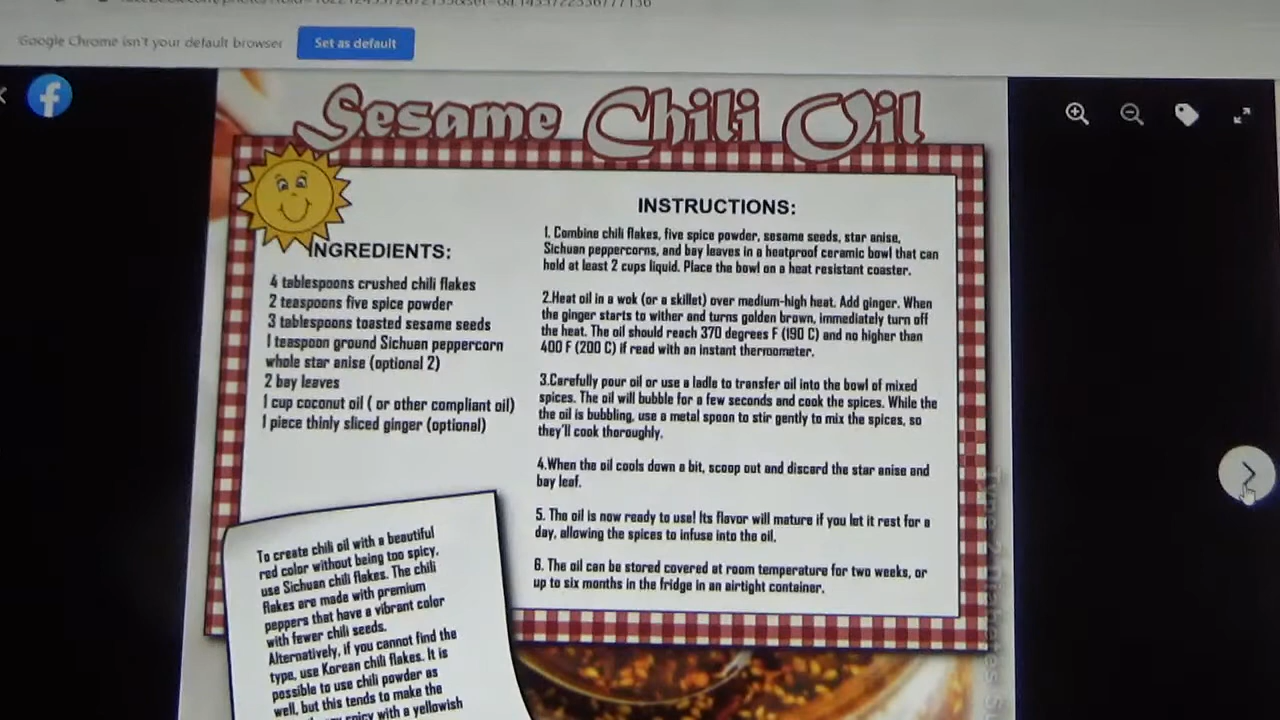 Google Chrome isn't your default browser
Set as default
Sesame Chili Oil
INGREDIENTS:
4 tablespoons crushed chili flakes
2 teaspoons five spice powder
3 tablespoons toasted sesame seeds
1 teaspoon ground Sichuan peppercorn
whole star anise (optional 2)
2 bay leaves
1 cup coconut oil ( or other compliant oil)
1 piece thinly sliced ginger (optional)
INSTRUCTIONS:
1. Combine chili flakes, five spice powder, sesame seeds, star anise,
Sichuan peppercorns, and bay leaves in a heatproof ceramic bowl that can
hold at least 2 cups liquid. Place the bowl on a heat resistant coaster.
2.Heat oil in a wok (or a skillet) over medium-high heat. Add ginger. When
the ginger starts to wither and turns golden brown, immediately turn off
the heat. The oil should reach 370 degrees F (190 C) and no higher than
400 F (200 C) if read with an instant thermometer.
3.Carefully pour oil or use a ladle to transfer oil into the bowl of mixed
spices. The oil will bubble for a few seconds and cook the spices. While the
the oil is bubbling, use a metal spoon to stir gently to mix the spices, so
they'll cook thoroughly.
4.When the oil cools down a bit, scoop out and discard the star anise and
bay leaf.
5. The oil is now ready to use! Its flavor will mature if you let it rest for a
day, allowing the spices to infuse into the oil.
6. The oil can be stored covered at room temperature for two weeks, or
up to six months in the fridge in an airtight container.
To create chili oil with a beautiful
red color without being too spicy,
use Sichuan chili flakes. The chili
flakes are made with premium
peppers that have a vibrant color
with fewer chili seeds.
Alternatively, if you cannot find the
type, use Korean chili flakes. It is
possible to use chili powder as
well, but this tends to make the
spicy with a yellowish
Type 2 Diabetes